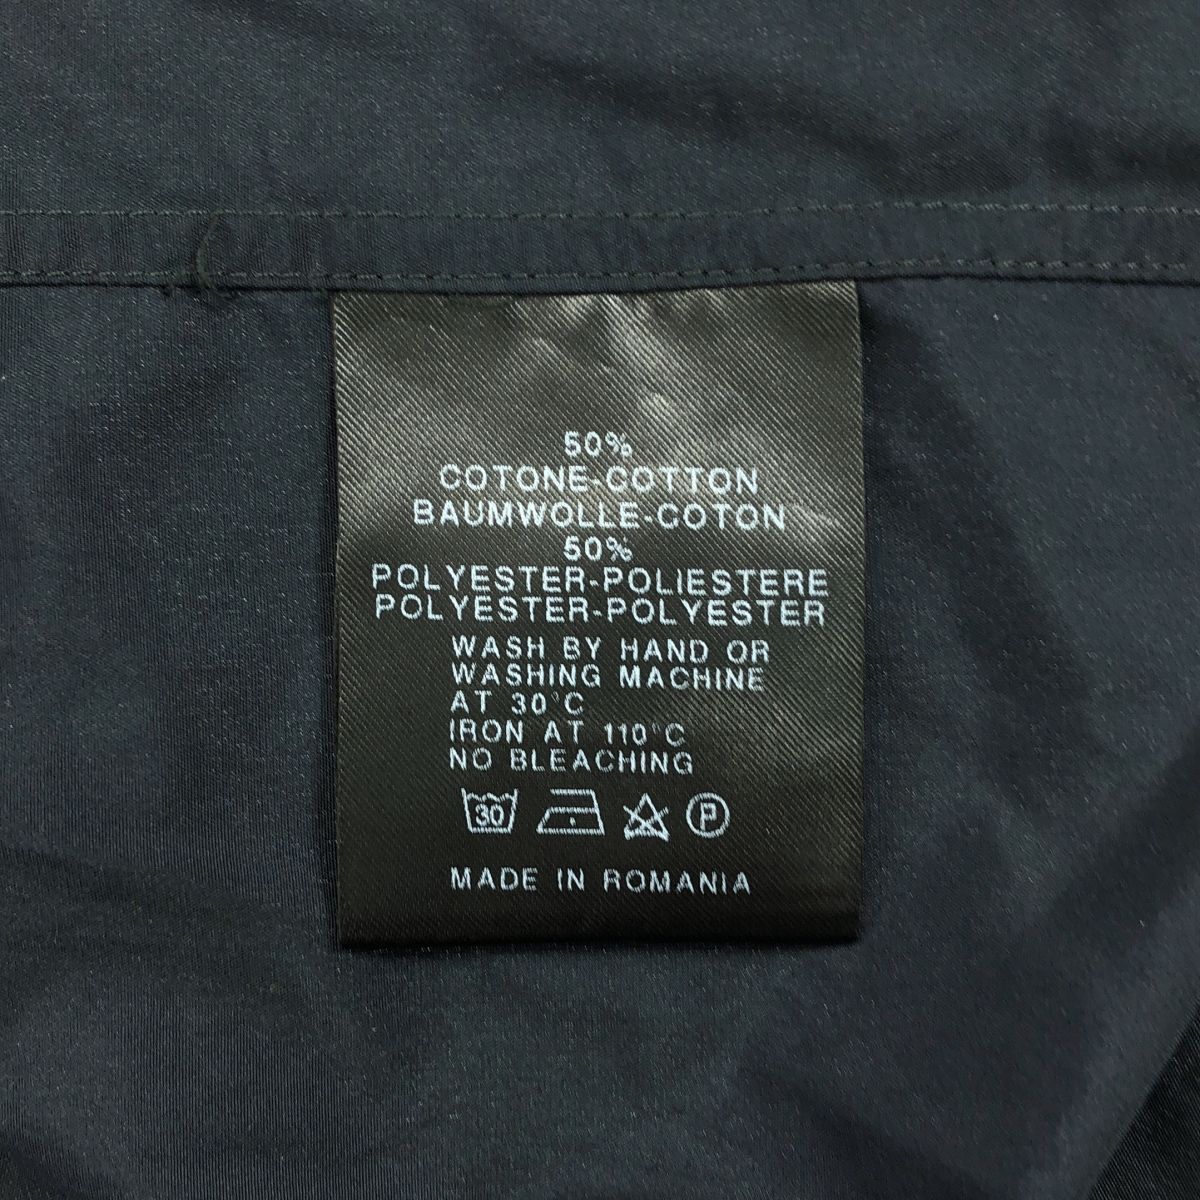 50%
COTONE-COTTON
BAUMWOLLE-COTON
50%
POLYESTER-POLIESTERE
POLYESTER-POLYESTER
WASH BY HAND OR
WASHING MACHINE
AT 30°C
IRON AT 110°C
NO BLEACHING
30 P
MADE IN ROMANIA